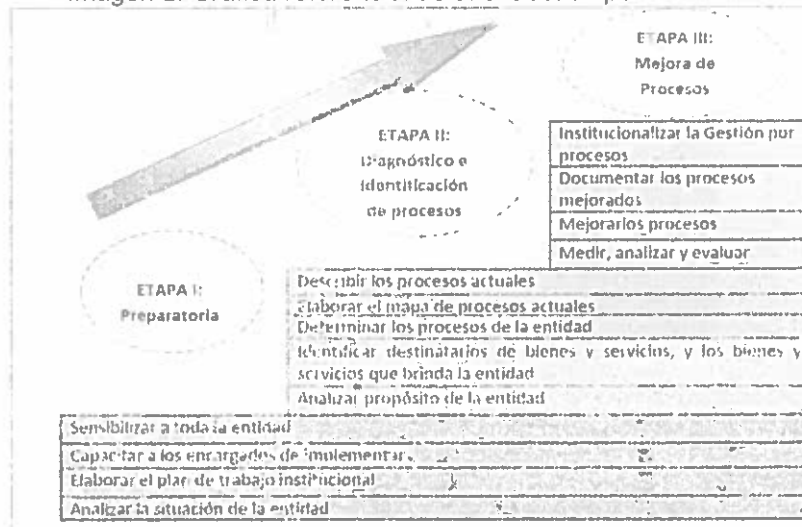 ETAPA III:
Mejora de
Procesos
ETAPA II:
Diagnóstico e
identificación
de procesos
Institucionalizar la Gestión por
procesos
Documentar los procesos
mejorados
Mejorarlos procesos
Medir, analizar y evaluar
ETAPA I:
Preparatoria
Describir los procesos actuales
Elaborar el mapa de procesos actuales
Determinar los procesos de la entidad
Identificar destinatarios de bienes y servicios, y los bienes y
servicios que brinda la entidad
Analizar propósito de la entidad
Sensibilizar a toda la entidad
Capacitar a los encargados de implementar
Elaborar el plan de trabajo institucional
Analizar la situación de la entidad